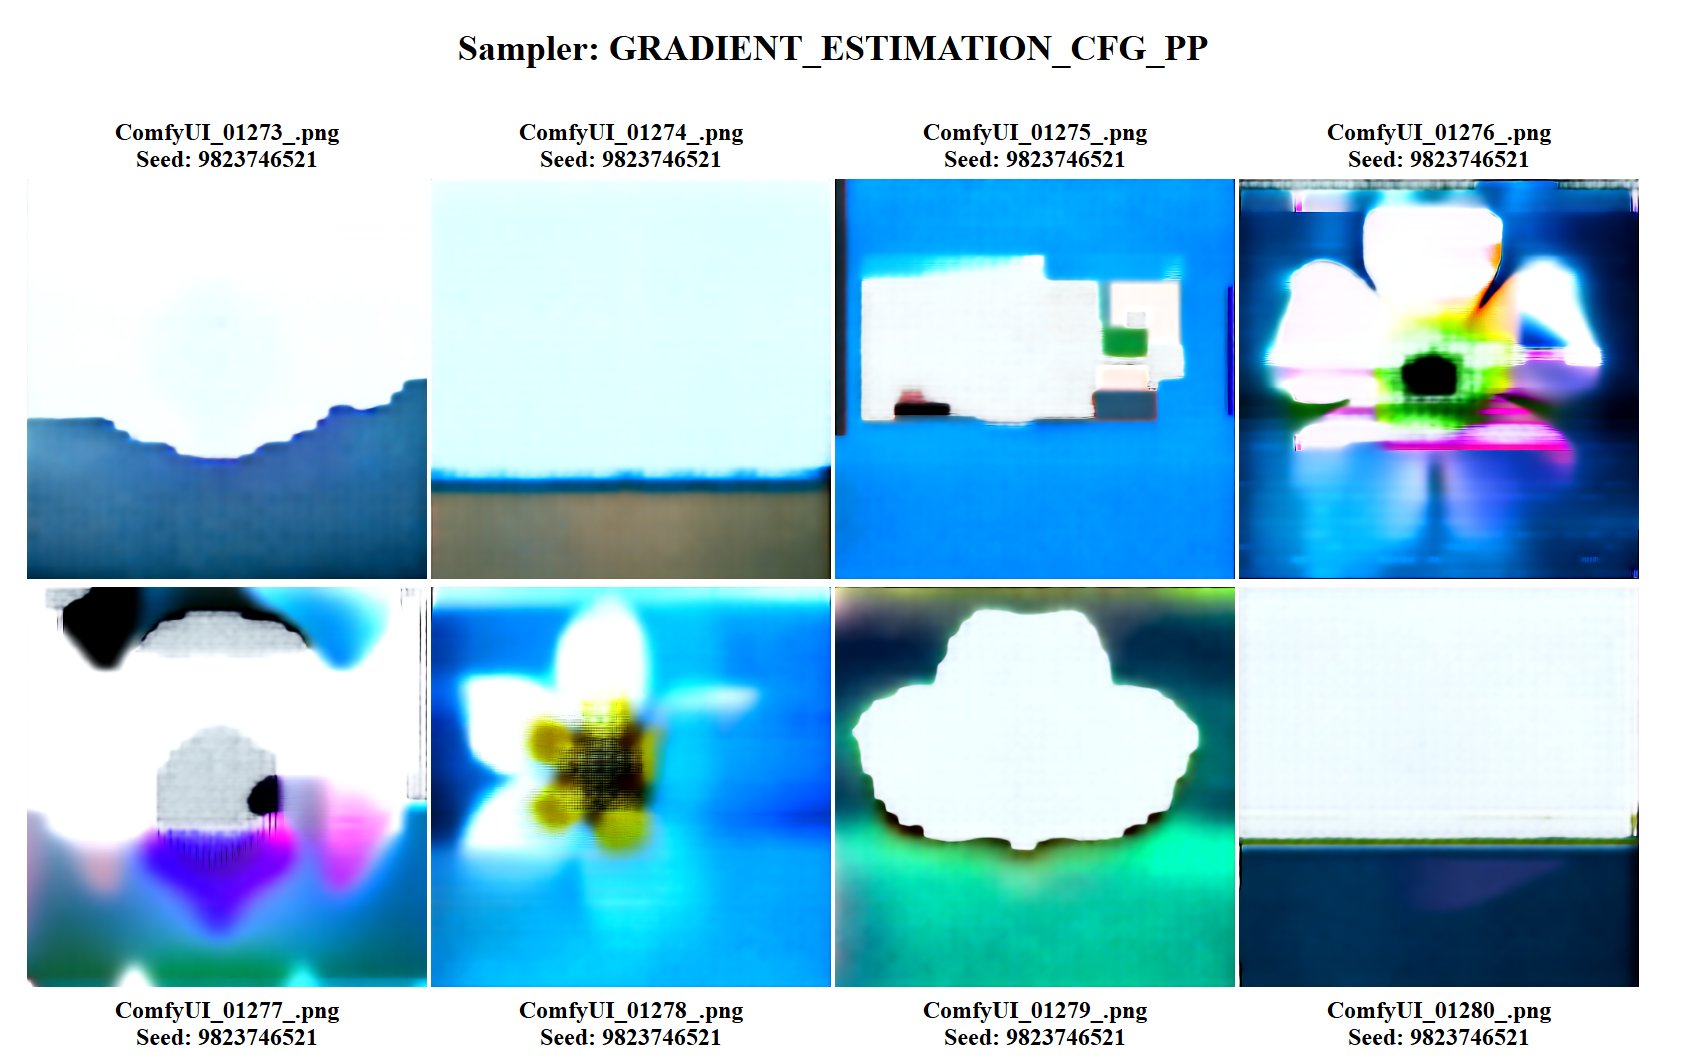 Sampler: GRADIENT_ESTIMATION_CFG_PP
ComfyUI_01273_.png
Seed: 9823746521
ComfyUI_01274_.png
Seed: 9823746521
ComfyUI_01275_.png
Seed: 9823746521
ComfyUI_01276_.png
Seed: 9823746521
ComfyUI_01277_.png
Seed: 9823746521
ComfyUI_01278_.png
Seed: 9823746521
ComfyUI_01279_.png
Seed: 9823746521
ComfyUI_01280_.png
Seed: 9823746521